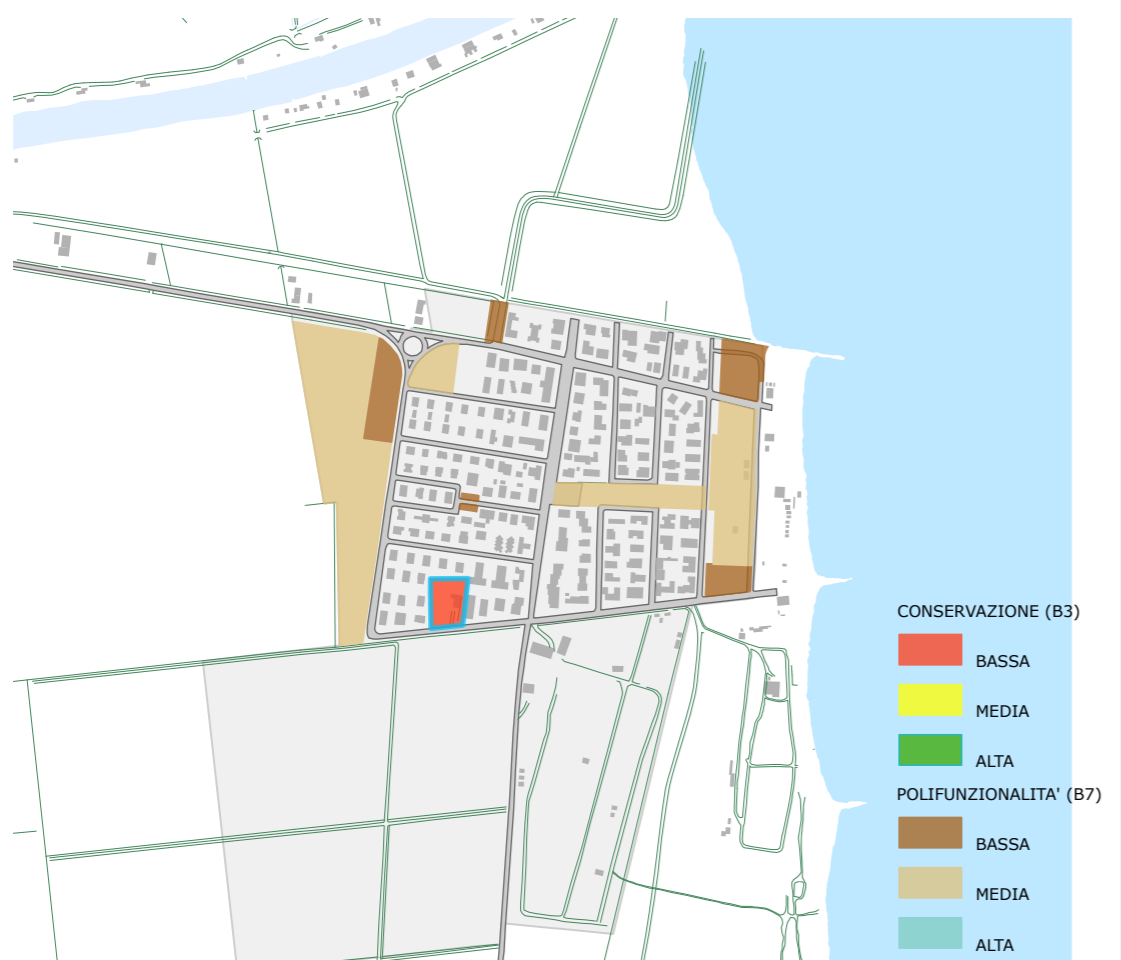 CONSERVAZIONE (B3)
BASSA
MEDIA
ALTA
POLIFUNZIONALITA' (B7)
BASSA
MEDIA
ALTA